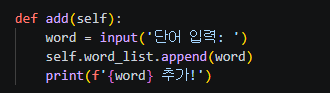 def add(self):
    word = input('단어 입력: ')
    self.word_list.append(word)
    print(f'{word} 추가!')